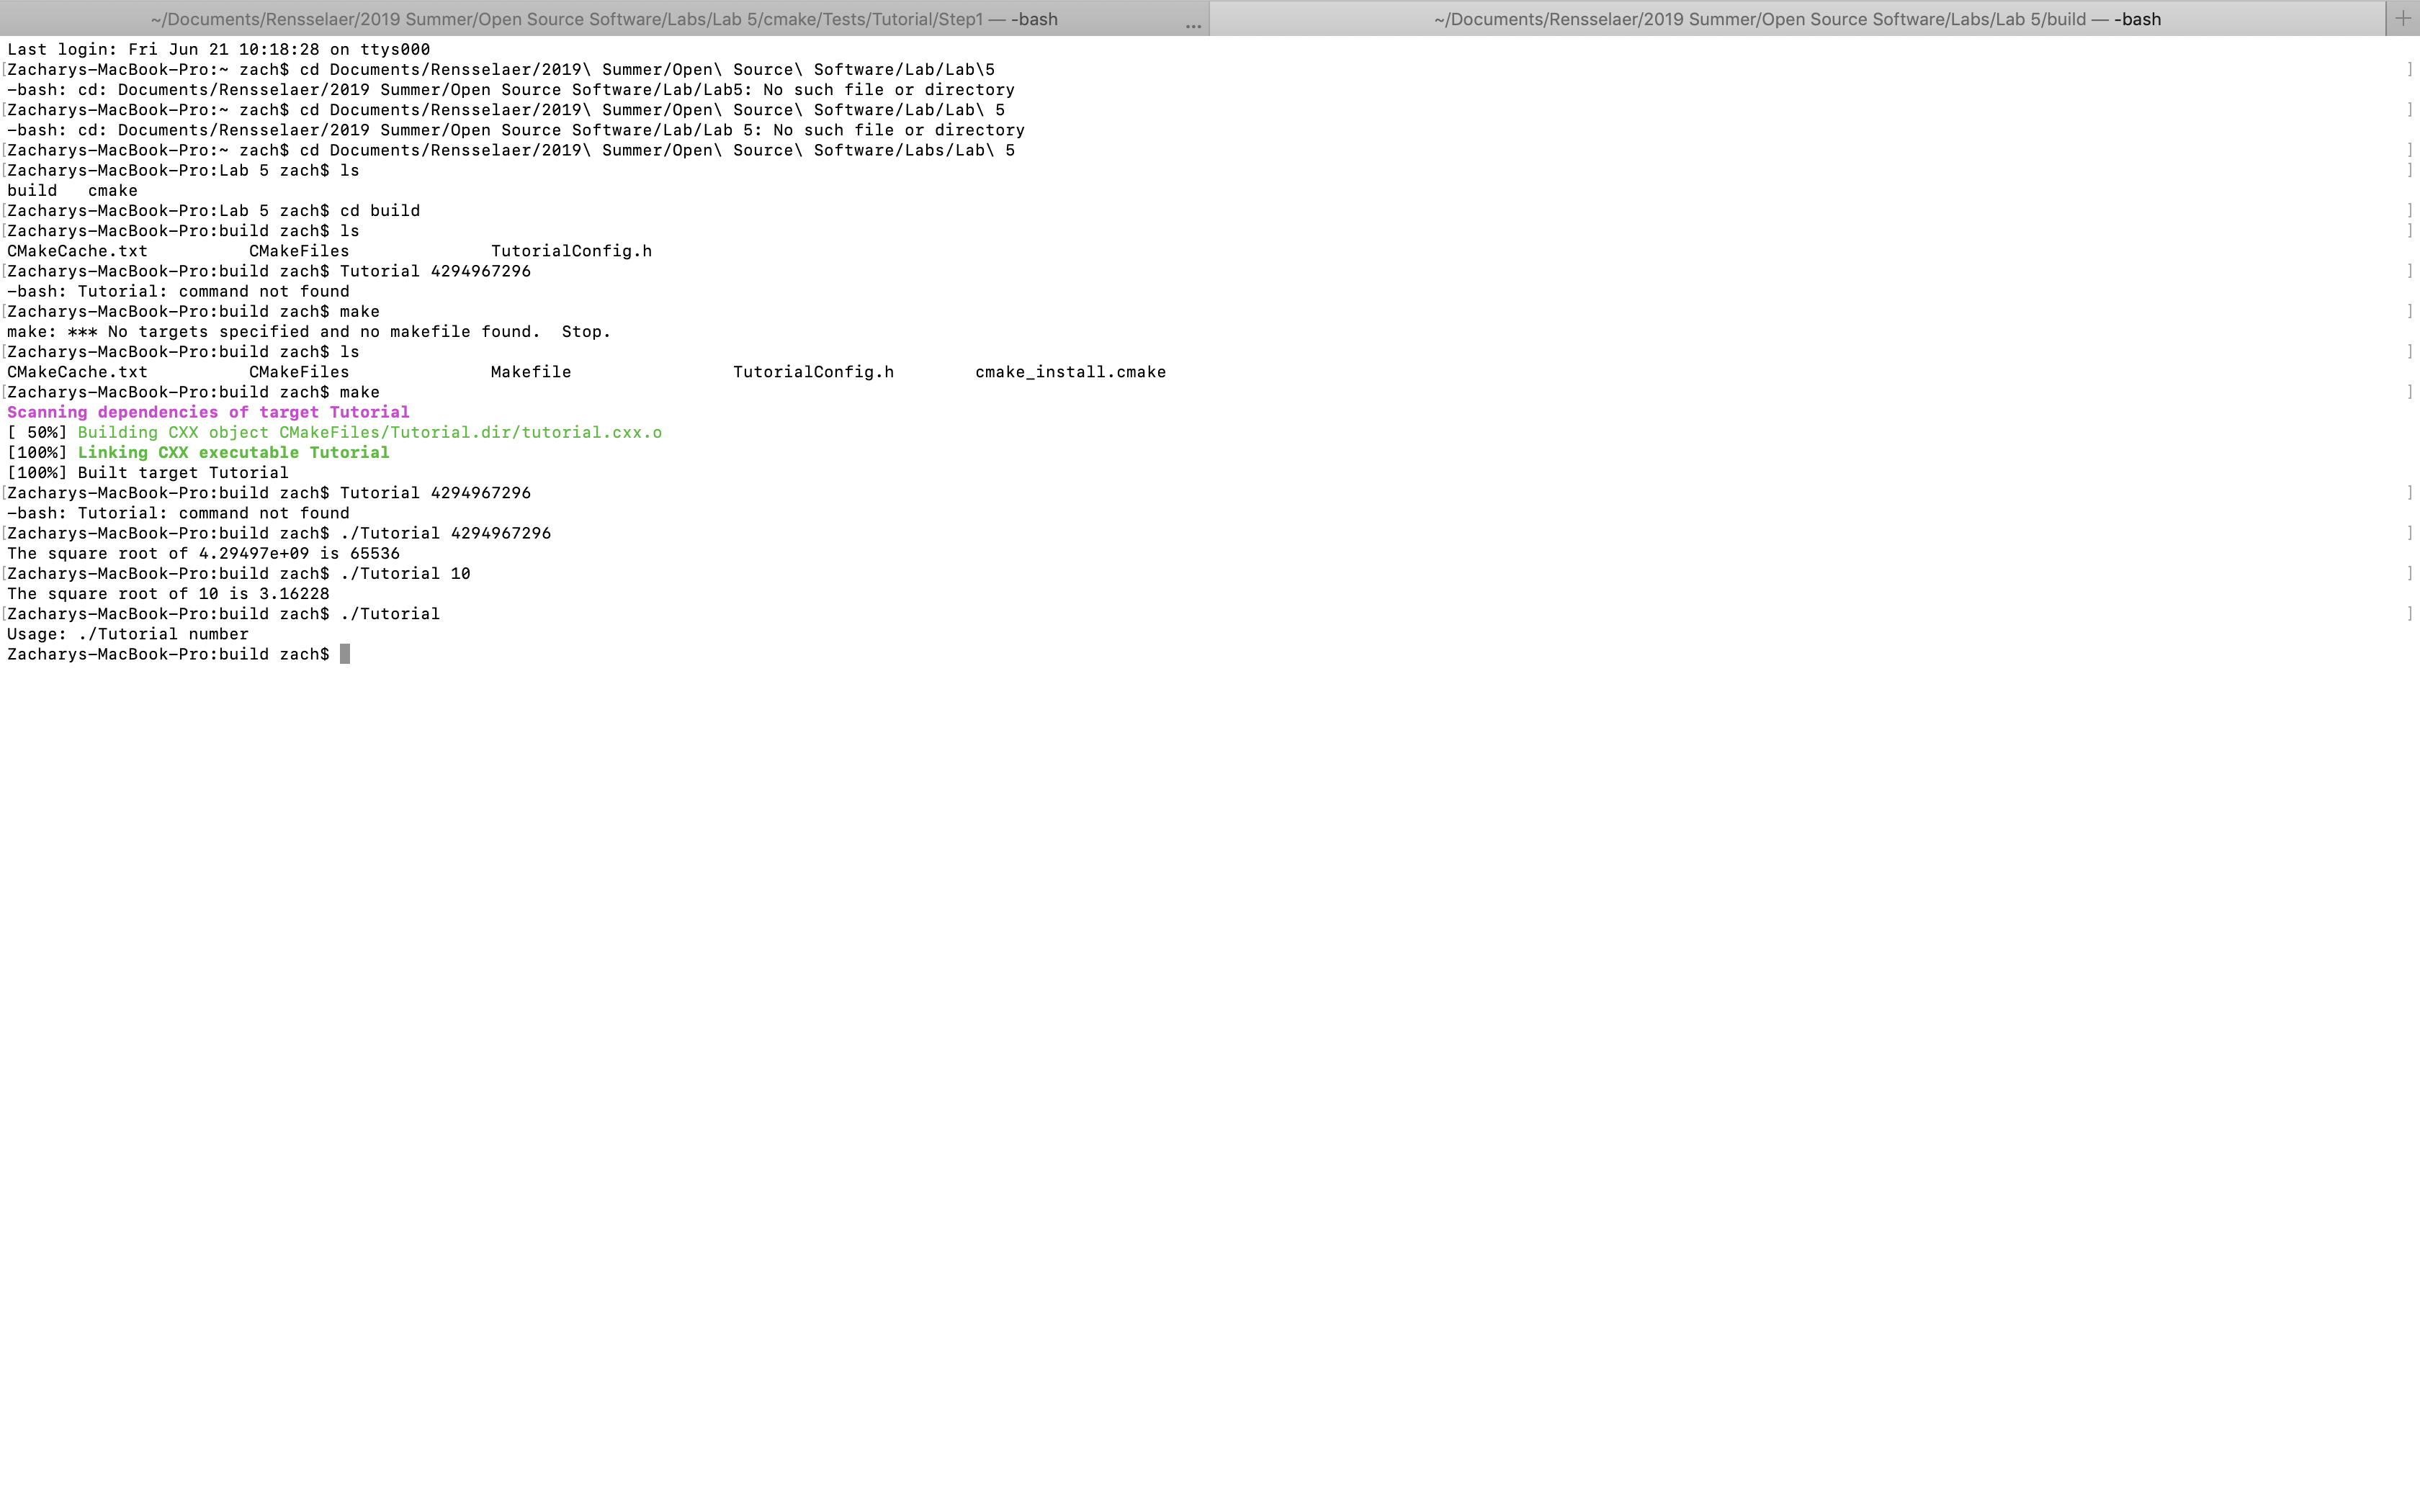 ~/Documents/Rensselaer/2019 Summer/Open Source Software/Labs/Lab 5/cmake/Tests/Tutorial/Step1 — -bash ...
~/Documents/Rensselaer/2019 Summer/Open Source Software/Labs/Lab 5/build — -bash +
Last login: Fri Jun 21 10:18:28 on ttys000
[Zacharys-MacBook-Pro:~ zach$ cd Documents/Rensselaer/2019\ Summer/Open\ Source\ Software/Lab/Lab\5 ]
-bash: cd: Documents/Rensselaer/2019 Summer/Open Source Software/Lab/Lab5: No such file or directory
[Zacharys-MacBook-Pro:~ zach$ cd Documents/Rensselaer/2019\ Summer/Open\ Source\ Software/Lab/Lab\ 5 ]
-bash: cd: Documents/Rensselaer/2019 Summer/Open Source Software/Lab/Lab 5: No such file or directory
[Zacharys-MacBook-Pro:~ zach$ cd Documents/Rensselaer/2019\ Summer/Open\ Source\ Software/Labs/Lab\ 5 ]
[Zacharys-MacBook-Pro:Lab 5 zach$ ls ]
build   cmake
[Zacharys-MacBook-Pro:Lab 5 zach$ cd build ]
[Zacharys-MacBook-Pro:build zach$ ls ]
CMakeCache.txt          CMakeFiles              TutorialConfig.h
[Zacharys-MacBook-Pro:build zach$ Tutorial 4294967296 ]
-bash: Tutorial: command not found
[Zacharys-MacBook-Pro:build zach$ make ]
make: *** No targets specified and no makefile found.  Stop.
[Zacharys-MacBook-Pro:build zach$ ls ]
CMakeCache.txt          CMakeFiles              Makefile                TutorialConfig.h        cmake_install.cmake
[Zacharys-MacBook-Pro:build zach$ make ]
Scanning dependencies of target Tutorial
[ 50%] Building CXX object CMakeFiles/Tutorial.dir/tutorial.cxx.o
[100%] Linking CXX executable Tutorial
[100%] Built target Tutorial
[Zacharys-MacBook-Pro:build zach$ Tutorial 4294967296 ]
-bash: Tutorial: command not found
[Zacharys-MacBook-Pro:build zach$ ./Tutorial 4294967296 ]
The square root of 4.29497e+09 is 65536
[Zacharys-MacBook-Pro:build zach$ ./Tutorial 10 ]
The square root of 10 is 3.16228
[Zacharys-MacBook-Pro:build zach$ ./Tutorial ]
Usage: ./Tutorial number
Zacharys-MacBook-Pro:build zach$